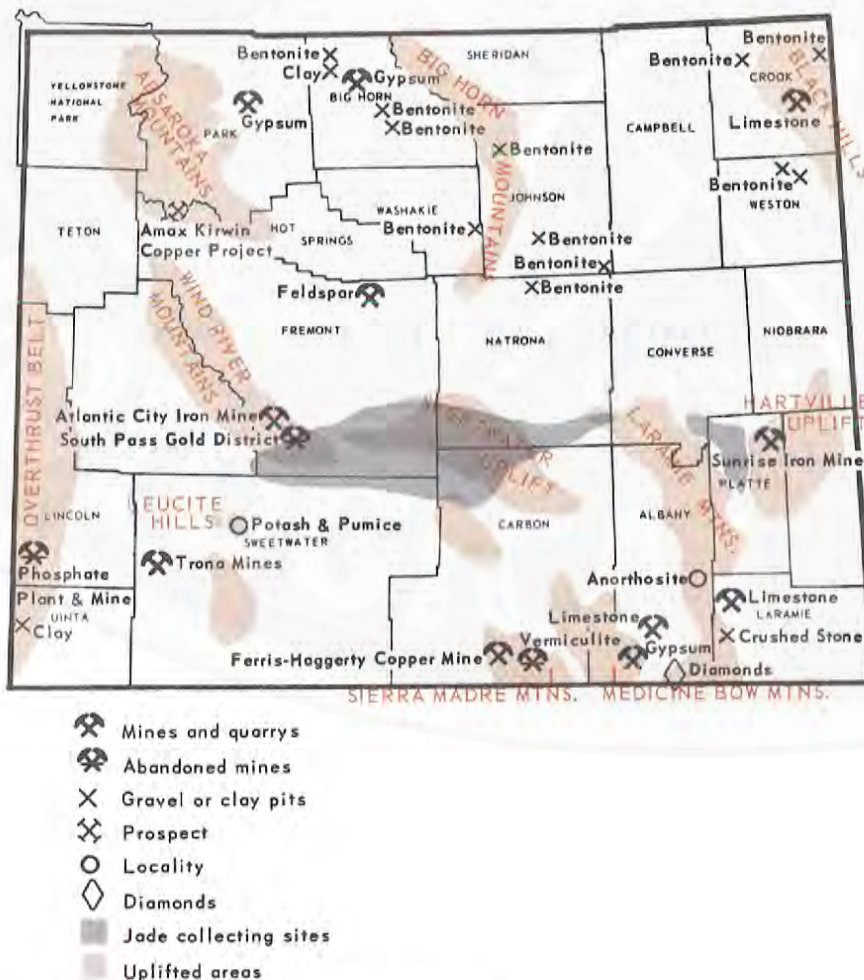 Bentonite
Clay
Gypsum
BIG HORN
Bentonite
Bentonite
BIG HORN
MOUNTAINS
SHERIDAN
Bentonite
Bentonite
CROOK
BLACK HILLS
Limestone
YELLOWSTONE
NATIONAL
PARK
ABSAROKA
MOUNTAINS
PARK
Gypsum
CAMPBELL
Bentonite
JOHNSON
Bentonite
WESTON
TETON
Amax Kirwin
Copper Project
HOT
SPRINGS
WASHAKIE
Bentonite
Bentonite
Bentonite
Bentonite
WIND RIVER
MOUNTAINS
Feldspar
FREMONT
NATRONA
CONVERSE
NIOBRARA
OVERTHRUST BELT
Atlantic City Iron Mine
South Pass Gold District
UPLIFT
LARAMIE MTNS.
HARTVILLE
UPLIFT
Sunrise Iron Mine
PLATTE
LINCOLN
LEUCITE
HILLS
Potash & Pumice
SWEETWATER
Trona Mines
CARBON
ALBANY
Phosphate
Plant & Mine
UINTA
Clay
Anorthosite
Limestone
LARAMIE
Crushed Stone
Limestone
Vermiculite
Gypsum
Ferris-Haggerty Copper Mine
Diamonds
SIERRA MADRE MTNS.
MEDICINE BOW MTNS.
Mines and quarrys
Abandoned mines
Gravel or clay pits
Prospect
Locality
Diamonds
Jade collecting sites
Uplifted areas